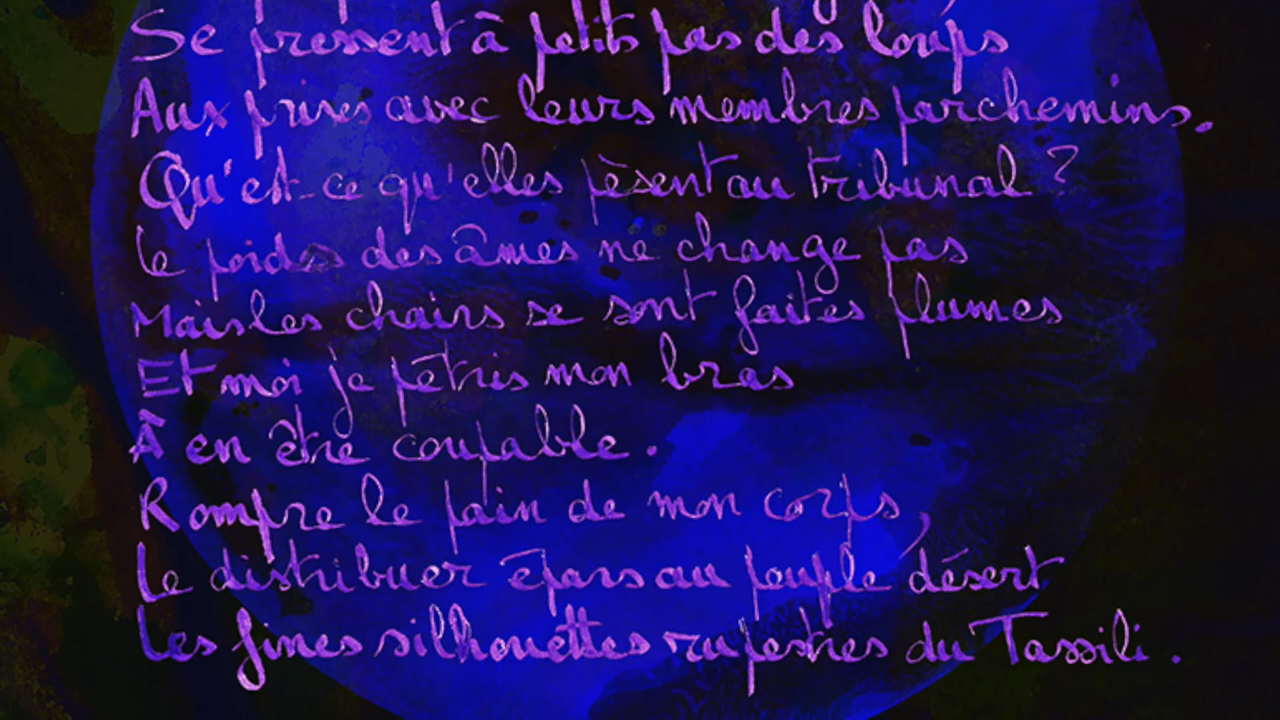 Se pressent à petits pas des loups
Aux prises avec leurs membres parchemins.
Qu'est-ce qu'elles pèsent au Tribunal ?
Le poids des âmes ne change pas
Mais les chairs se sont faites plumes
Et moi je pétris mon bras
À en être coupable.
Rompre le pain de mon corps,
Le distribuer épars au peuple désert
Les fines silhouettes rupestres du Tassili.